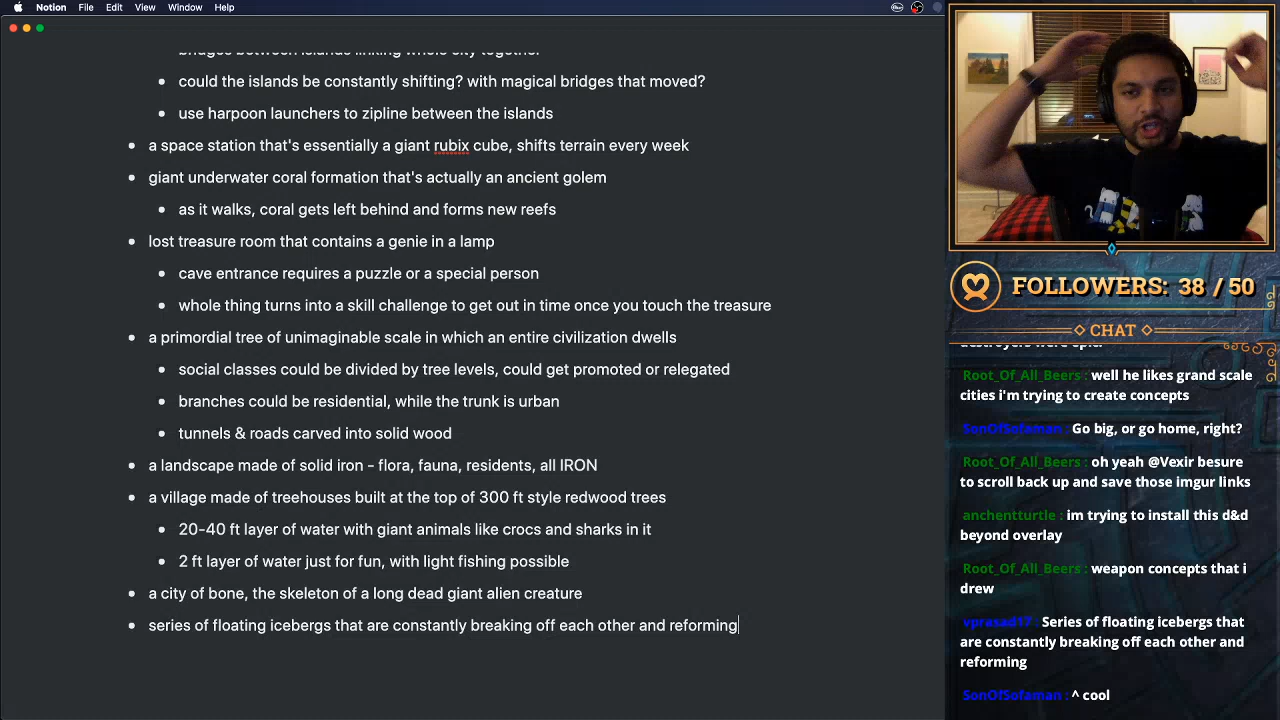 Notion File Edit View Window Help
bridges between islands linking whole city together
could the islands be constantly shifting? with magical bridges that moved?
use harpoon launchers to zipline between the islands
a space station that's essentially a giant rubix cube, shifts terrain every week
giant underwater coral formation that's actually an ancient golem
as it walks, coral gets left behind and forms new reefs
lost treasure room that contains a genie in a lamp
cave entrance requires a puzzle or a special person
whole thing turns into a skill challenge to get out in time once you touch the treasure
a primordial tree of unimaginable scale in which an entire civilization dwells
social classes could be divided by tree levels, could get promoted or relegated
branches could be residential, while the trunk is urban
tunnels & roads carved into solid wood
a landscape made of solid iron - flora, fauna, residents, all IRON
a village made of treehouses built at the top of 300 ft style redwood trees
20-40 ft layer of water with giant animals like crocs and sharks in it
2 ft layer of water just for fun, with light fishing possible
a city of bone, the skeleton of a long dead giant alien creature
series of floating icebergs that are constantly breaking off each other and reforming
FOLLOWERS: 38 / 50
CHAT
destroyers were epic.
Root_Of_All_Beers : well he likes grand scale
cities i'm trying to create concepts
SonOfSofaman : Go big, or go home, right?
Root_Of_All_Beers : oh yeah @Vexir besure
to scroll back up and save those imgur links
anchentturtle : im trying to install this d&d
beyond overlay
Root_Of_All_Beers : weapon concepts that i
drew
vprasad17 : Series of floating icebergs that
are constantly breaking off each other and
reforming
SonOfSofaman : ^ cool